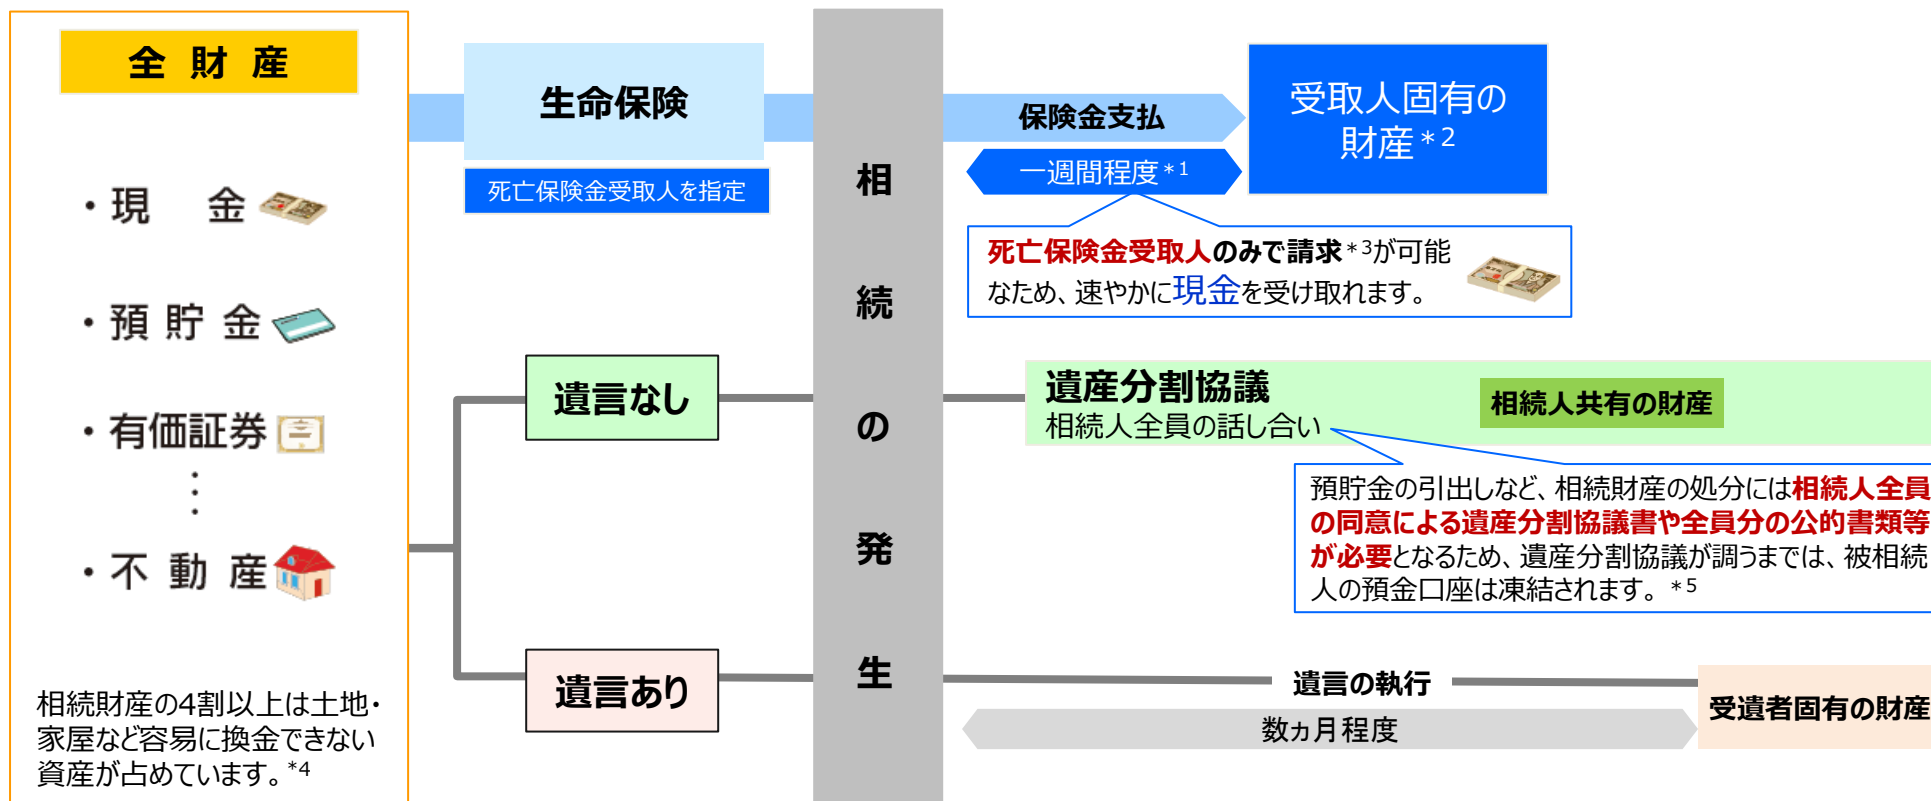 全財産
・現　金
・預貯金
・有価証券
・不動産
相続財産の4割以上は土地・
家屋など容易に換金できない
資産が占めています。*4
生命保険
死亡保険金受取人を指定
遺言なし
遺言あり
相続の発生
保険金支払
一週間程度*1
受取人固有の
財産*2
死亡保険金受取人のみで請求*3が可能
なため、速やかに現金を受け取れます。
遺産分割協議
相続人全員の話し合い
相続人共有の財産
預貯金の引出しなど、相続財産の処分には相続人全員
の同意による遺産分割協議書や全員分の公的書類等
が必要となるため、遺産分割協議が調うまでは、被相続
人の預金口座は凍結されます。*5
遺言の執行
数ヵ月程度
受遺者固有の財産